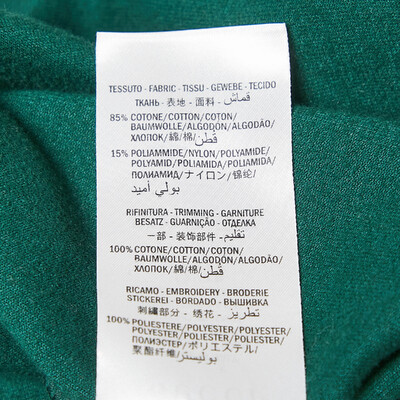 TESSUTO - FABRIC - TISSU - GEWEBE - TECIDO
ТКАНЬ - 表地 - 面料 - قماش
85% COTONE/COTTON/COTON/
BAUMWOLLE/ALGODÓN/ALGODÃO/
ХЛОПОК/綿/棉/قطن
15% POLIAMMIDE/NYLON/POLYAMIDE/
POLYAMID/POLIAMIDA/POLIAMIDA/
ПОЛИАМИД/ナイロン/锦纶/
بولي أميد
RIFINITURA - TRIMMING - GARNITURE
BESATZ - GUARNIÇÃO - ОТДЕЛКА
一部 - 装饰部件 - تقليم
100% COTONE/COTTON/COTON/
BAUMWOLLE/ALGODÓN/ALGODÃO/
ХЛОПОК/綿/棉/قطن
RICAMO - EMBROIDERY - BRODERIE
STICKEREI - BORDADO - ВЫШИВКА
刺繍部分 - 绣花 - تطريز
100% POLIESTERE/POLYESTER/POLYESTER/
POLYESTER/POLIÉSTER/POLIÉSTER/
ПОЛИЭСТЕР/ポリエステル/
聚酯纤维/بوليستر